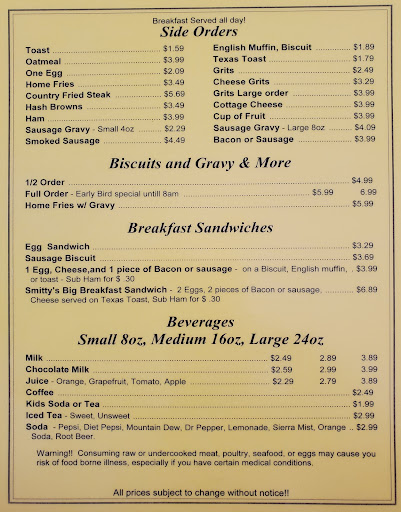 Breakfast Served all day!
Side Orders
Toast $1.59
Oatmeal $3.99
One Egg $2.09
Home Fries $3.49
Country Fried Steak $5.69
Hash Browns $3.49
Ham $3.99
Sausage Gravy - Small 4oz $2.29
Smoked Sausage $4.49
English Muffin, Biscuit $1.89
Texas Toast $1.79
Grits $2.49
Cheese Grits $3.29
Grits Large order $3.99
Cottage Cheese $3.99
Cup of Fruit $3.99
Sausage Gravy - Large 8oz $4.09
Bacon or Sausage $3.99
Biscuits and Gravy & More
1/2 Order $4.99
Full Order - Early Bird special untill 8am $5.99 6.99
Home Fries w/ Gravy $5.99
Breakfast Sandwiches
Egg Sandwich $3.29
Sausage Biscuit $3.69
1 Egg, Cheese,and 1 piece of Bacon or sausage - on a Biscuit, English muffin, $3.99
or toast - Sub Ham for $ .30
Smitty's Big Breakfast Sandwich - 2 Eggs, 2 pieces of Bacon or sausage, $6.89
Cheese served on Texas Toast, Sub Ham for $ .30
Beverages
Small 8oz, Medium 16oz, Large 24oz
Milk $2.49 2.89 3.89
Chocolate Milk $2.59 2.99 3.99
Juice - Orange, Grapefruit, Tomato, Apple $2.29 2.79 3.89
Coffee $2.49
Kids Soda or Tea $1.99
Iced Tea - Sweet, Unsweet $2.99
Soda - Pepsi, Diet Pepsi, Mountain Dew, Dr Pepper, Lemonade, Sierra Mist, Orange $2.99
Soda, Root Beer.
Warning!! Consuming raw or undercooked meat, poultry, seafood, or eggs may cause you
risk of food borne illness, especially if you have certain medical conditions.
All prices subject to change without notice!!